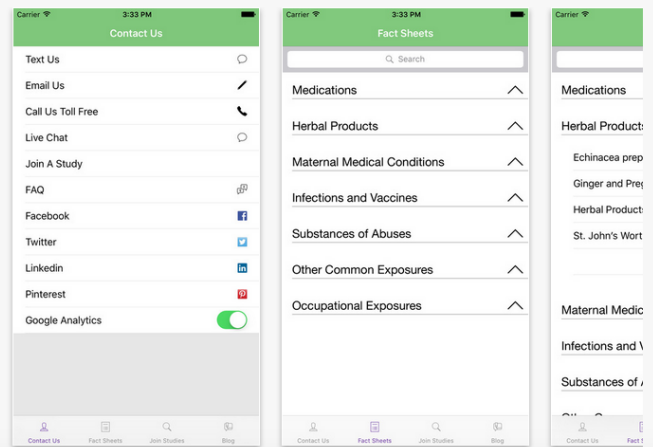 Carrier 3:33 PM
Contact Us
Text Us
Email Us
Call Us Toll Free
Live Chat
Join A Study
FAQ
Facebook
Twitter
Linkedin
Pinterest
Google Analytics
Contact Us Fact Sheets Join Studies Blog
Carrier 3:33 PM
Fact Sheets
Search
Medications
Herbal Products
Maternal Medical Conditions
Infections and Vaccines
Substances of Abuses
Other Common Exposures
Occupational Exposures
Contact Us Fact Sheets Join Studies Blog
Carrier
Medications
Herbal Product
Echinacea prep
Ginger and Pre
Herbal Product
St. John's Wort
Maternal Medic
Infections and
Substances of
Contact Us Fact